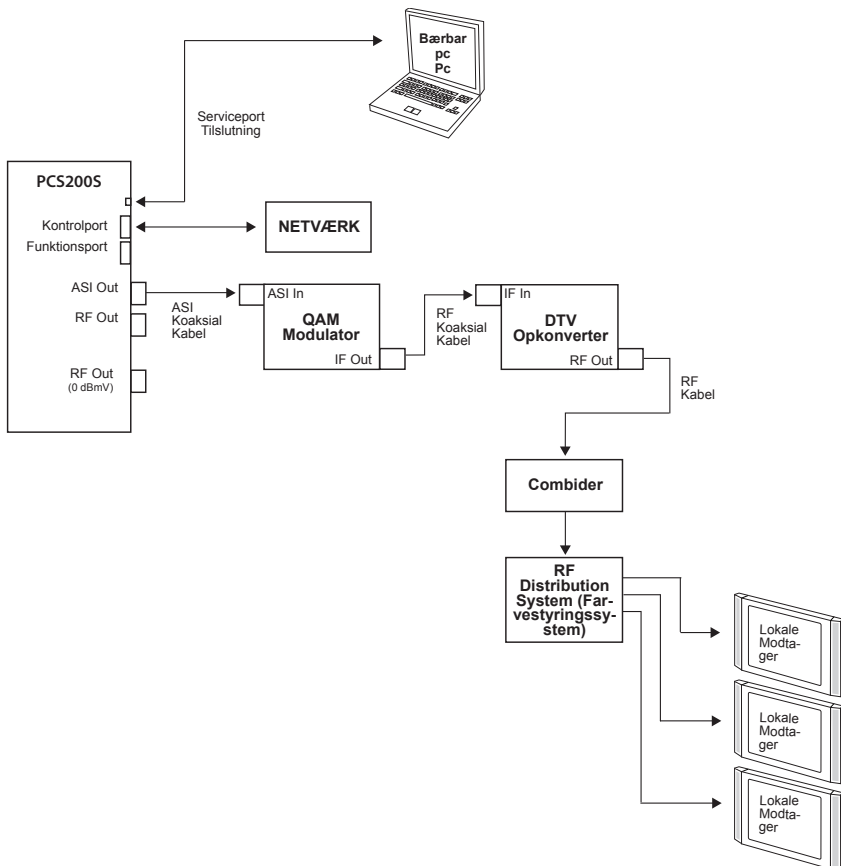 Bærbar
pc
Pc
Serviceport
Tilslutning
PCS200S
Kontrolport
Funktionsport
NETVÆRK
ASI Out
ASI
Koaksial
Kabel
ASI In
QAM
Modulator
IF Out
RF
Koaksial
Kabel
IF In
DTV
Opkonverter
RF Out
RF
Kabel
RF Out
RF Out
(0 dBmV)
Combider
RF
Distribution
System (Far-
vestyringssy-
stem)
Lokale
Modta-
ger
Lokale
Modta-
ger
Lokale
Modta-
ger